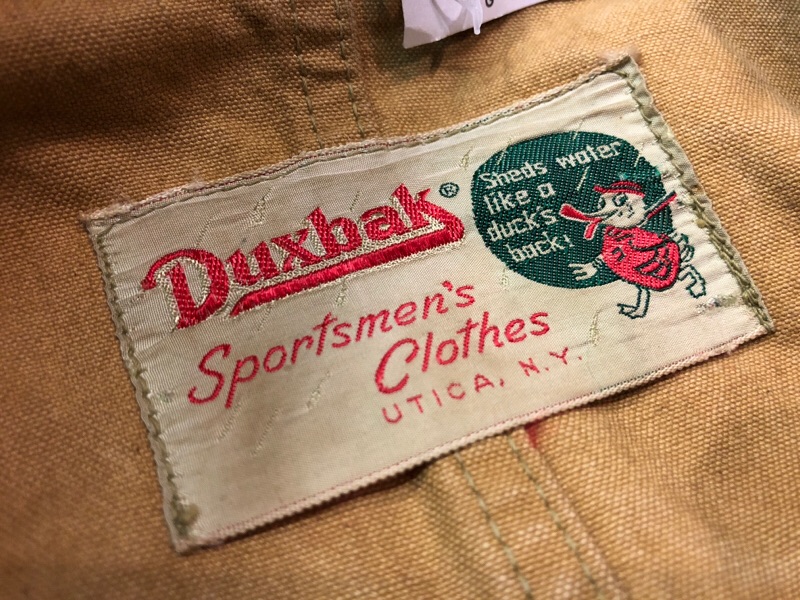 Duxbak®
Sheds water
like a
duck's
back!
Sportsmen's
Clothes
UTICA, N.Y.